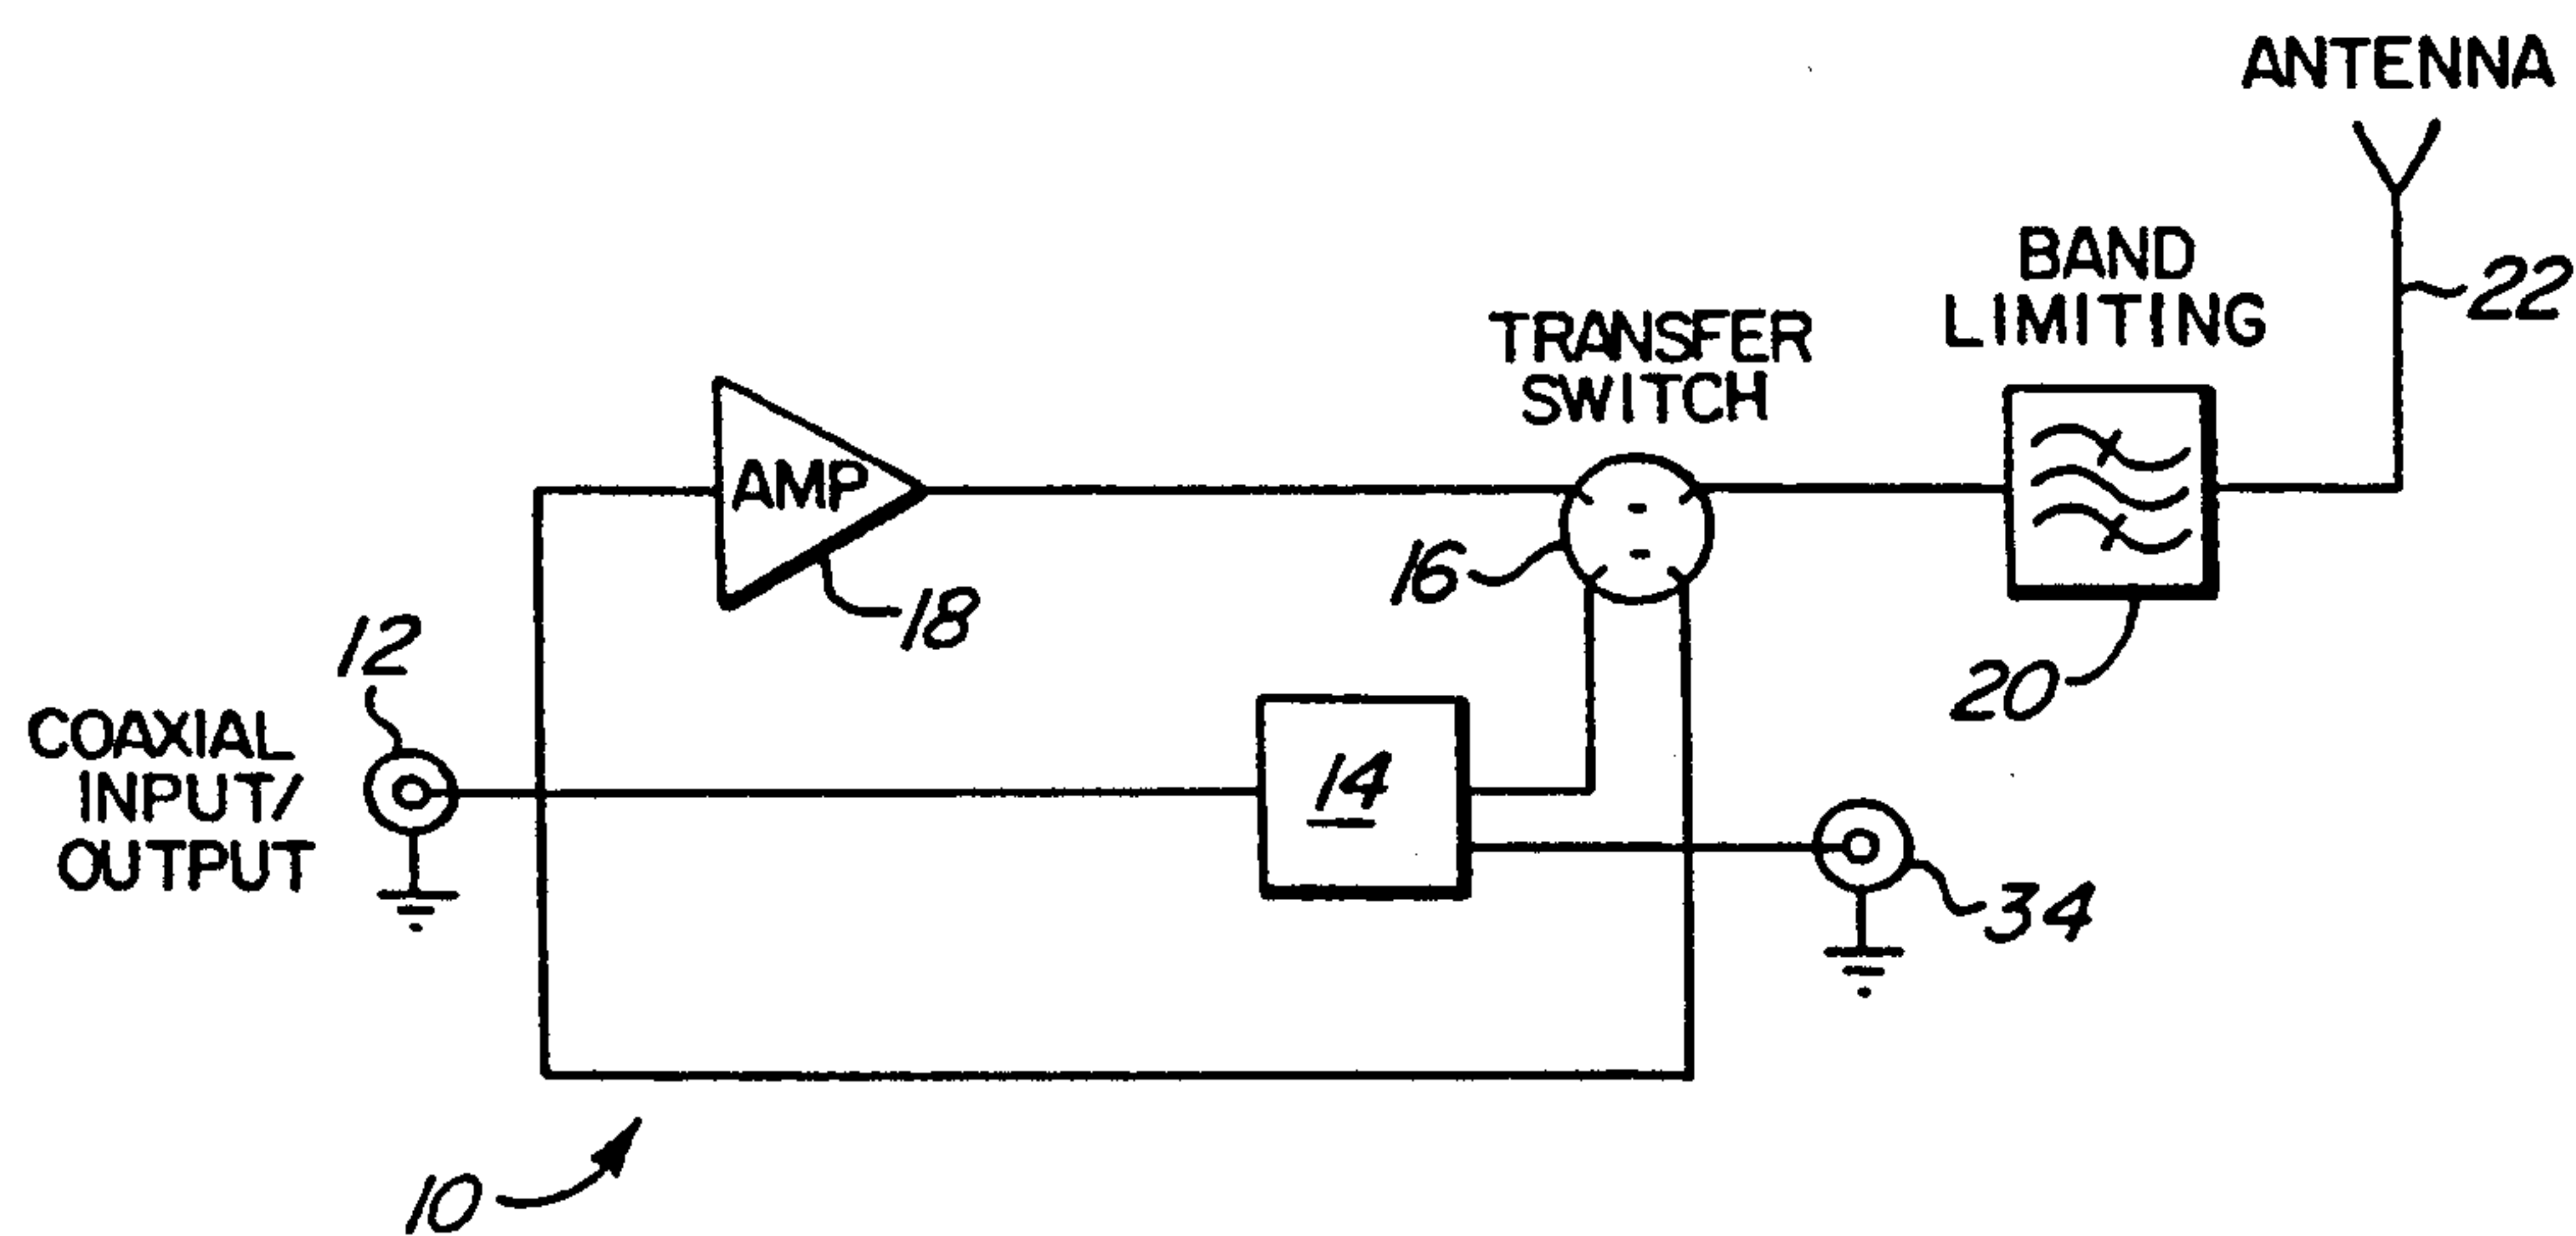 ANTENNA
22
BAND
LIMITING
20
TRANSFER
SWITCH
16
AMP
18
12
COAXIAL
INPUT/
OUTPUT
14
34
10